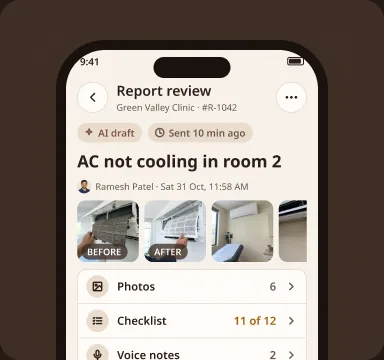 9:41
Report review
Green Valley Clinic · #R-1042
AI draft
Sent 10 min ago
AC not cooling in room 2
Ramesh Patel · Sat 31 Oct, 11:58 AM
BEFORE
AFTER
Photos 6
Checklist 11 of 12
Voice notes 2